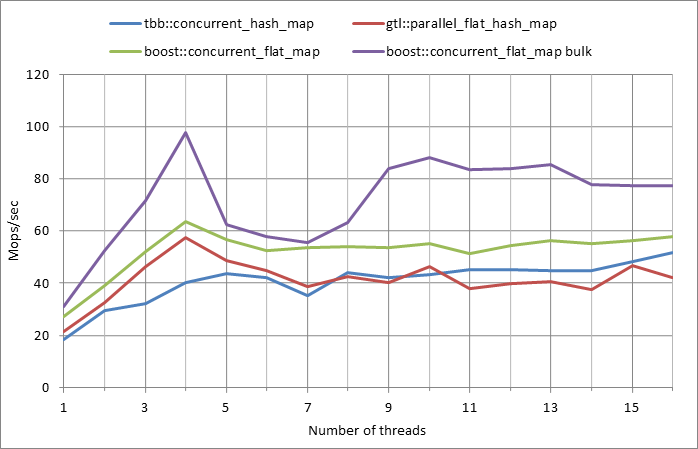 tbb::concurrent_hash_map gtl::parallel_flat_hash_map
boost::concurrent_flat_map boost::concurrent_flat_map bulk
120
100
80
60
40
20
0
Mops/sec
1 3 5 7 9 11 13 15
Number of threads